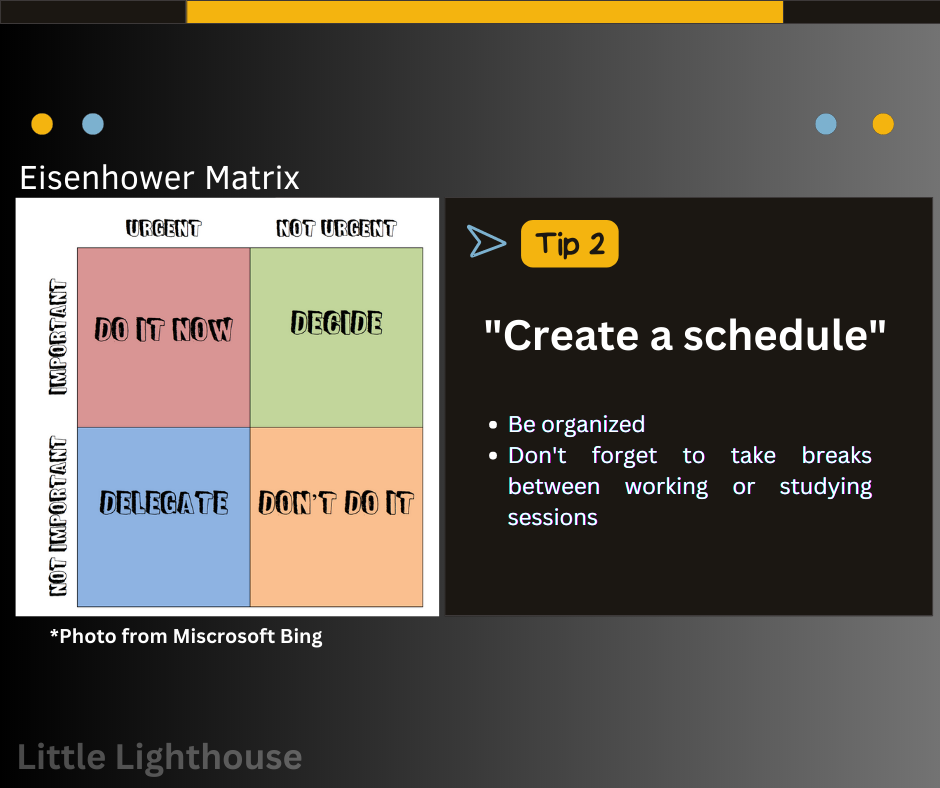 Eisenhower Matrix
URGENT NOT URGENT
IMPORTANT
DO IT NOW DECIDE
NOT IMPORTANT
DELEGATE DON'T DO IT
*Photo from Miscrosoft Bing
Tip 2
"Create a schedule"
Be organized
Don't forget to take breaks
between working or studying
sessions
Little Lighthouse